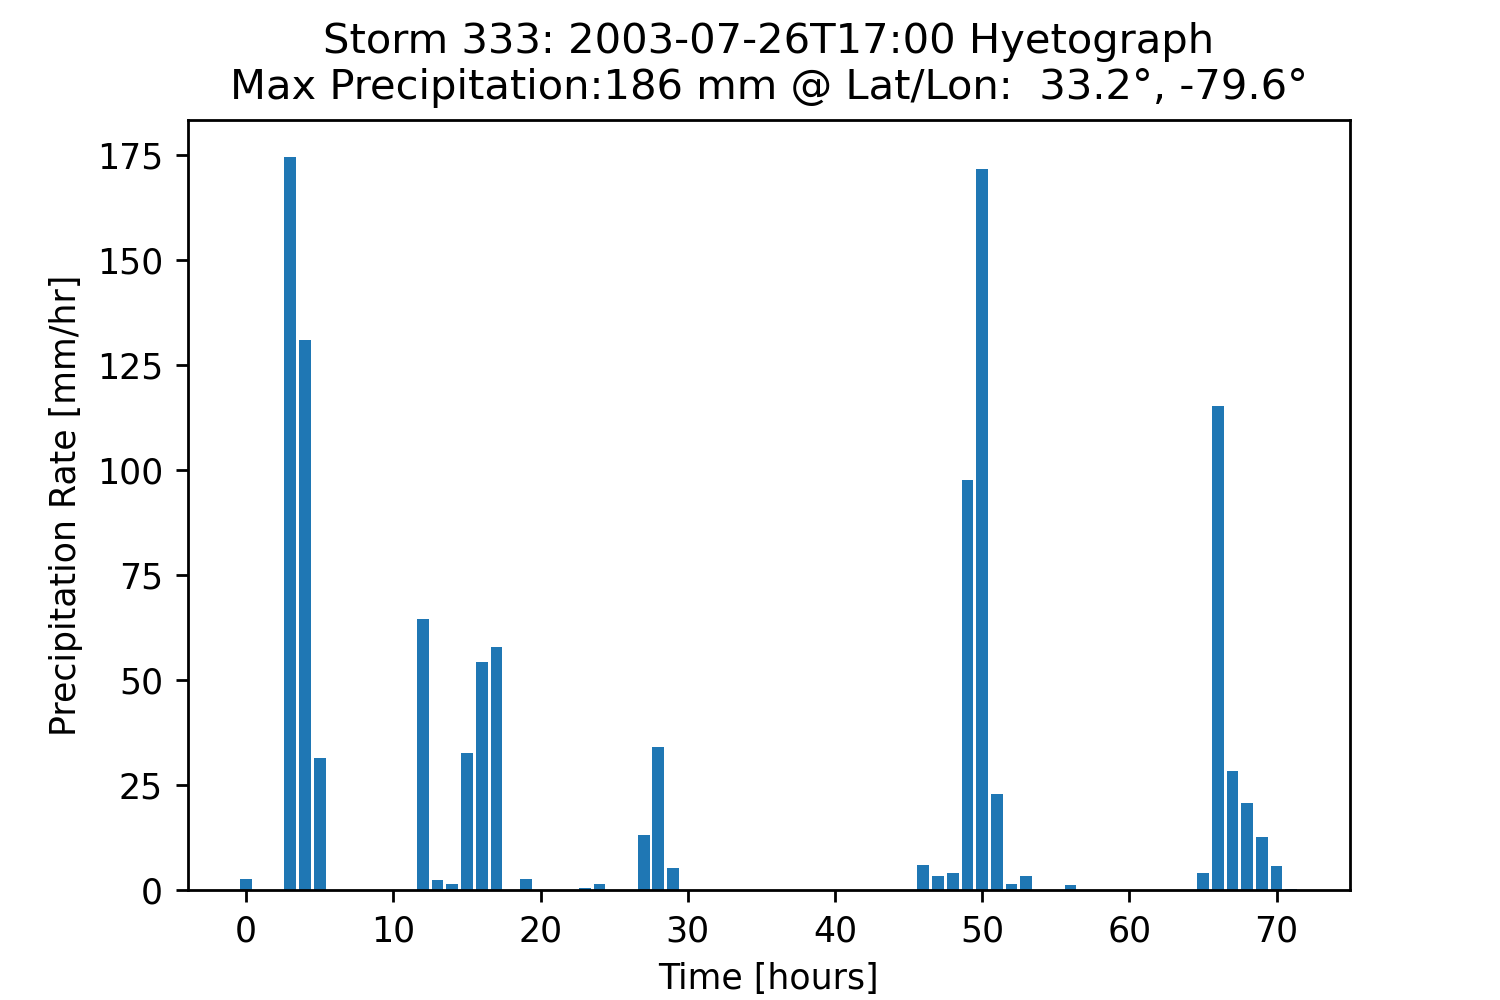 Storm 333: 2003-07-26T17:00 Hyetograph
Max Precipitation:186 mm @ Lat/Lon:  33.2°, -79.6°
Precipitation Rate [mm/hr]
175
150
125
100
75
50
25
0
0 10 20 30 40 50 60 70
Time [hours]